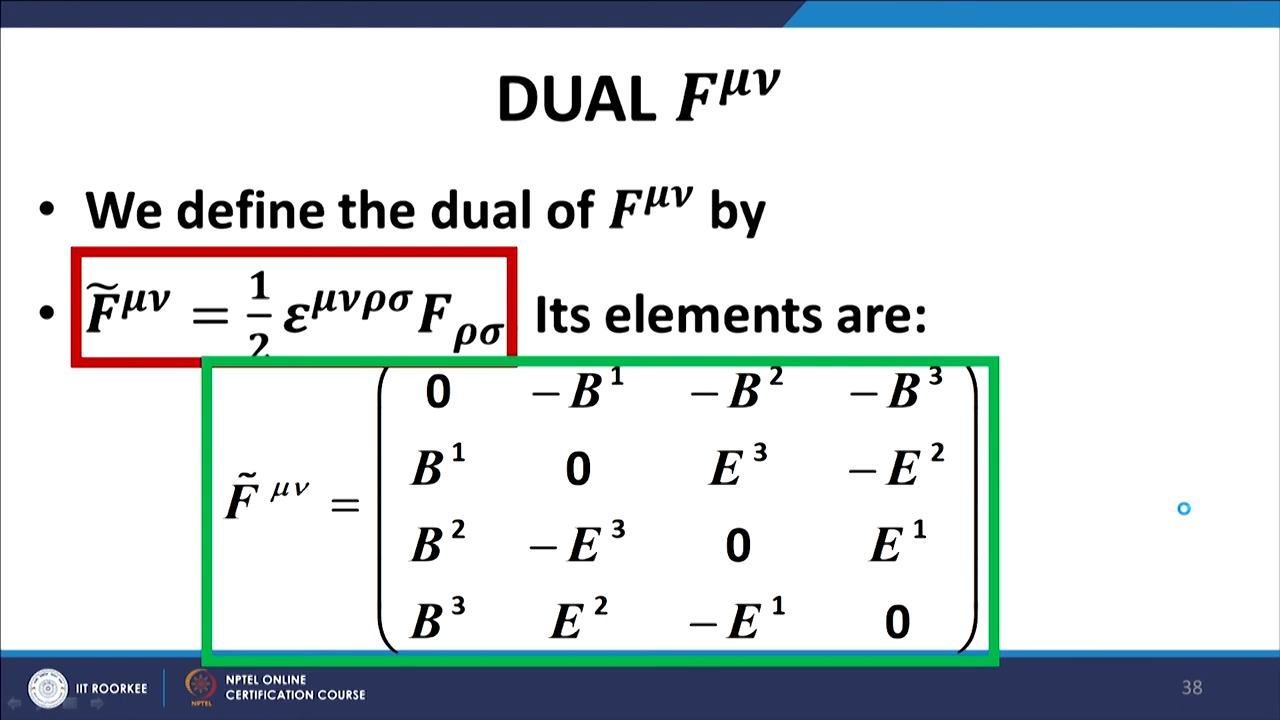 DUAL F^{μν}
• We define the dual of F^{μν} by
• F̃^{μν} = 1/2 ε^{μνρσ} F_{ρσ} Its elements are:
0 −B^1 −B^2 −B^3
B^1 0 E^3 −E^2
F̃^{μν} =
B^2 −E^3 0 E^1
B^3 E^2 −E^1 0
IIT ROORKEE
NPTEL
NPTEL ONLINE
CERTIFICATION COURSE
38